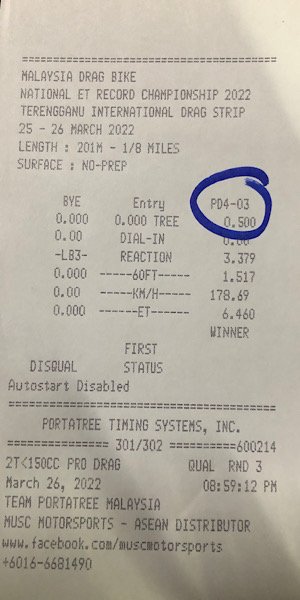 ================================
MALAYSIA DRAG BIKE
NATIONAL ET RECORD CHAMPIONSHIP 2022
TERENGGANU INTERNATIONAL DRAG STRIP
25 - 26 MARCH 2022
LENGTH : 201M - 1/8 MILES
SURFACE : NO-PREP
BYE Entry PD4-03
0.000 0.000 TREE 0.500
0.00 DIAL-IN 0.00
-LB3- REACTION 3.379
0.000 -----60FT------ 1.517
0.00 -----KM/H------ 178.69
0.000 ------ET------- 6.460
WINNER
FIRST
DISQUAL STATUS
Autostart Disabled
================================
PORTATREE TIMING SYSTEMS, INC.
=============== 301/302 ==========600214
2T<150CC PRO DRAG QUAL RND 3
March 26, 2022 08:59:12 PM
TEAM PORTATREE MALAYSIA
MUSC MOTORSPORTS - ASEAN DISTRIBUTOR
www.facebook.com/muscmotorsports
+6016-6681490